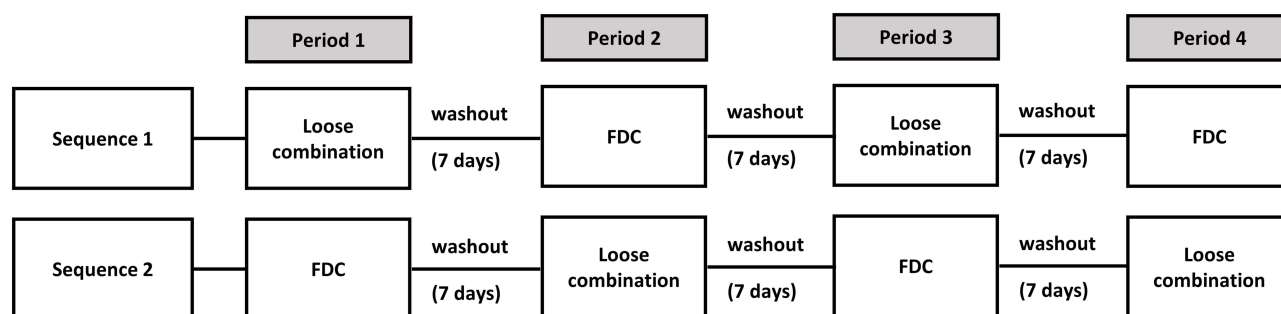 Period 1
Period 2
Period 3
Period 4
Sequence 1
Loose
combination
washout
(7 days)
FDC
washout
(7 days)
Loose
combination
washout
(7 days)
FDC
Sequence 2
FDC
washout
(7 days)
Loose
combination
washout
(7 days)
FDC
washout
(7 days)
Loose
combination